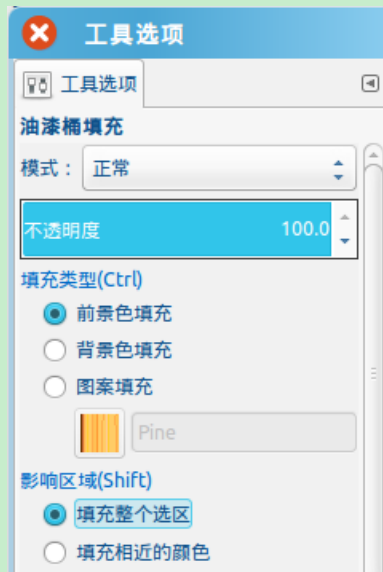 工具选项
工具选项
油漆桶填充
模式： 正常
不透明度 100.0
填充类型(Ctrl)
前景色填充
背景色填充
图案填充
Pine
影响区域(Shift)
填充整个选区
填充相近的颜色